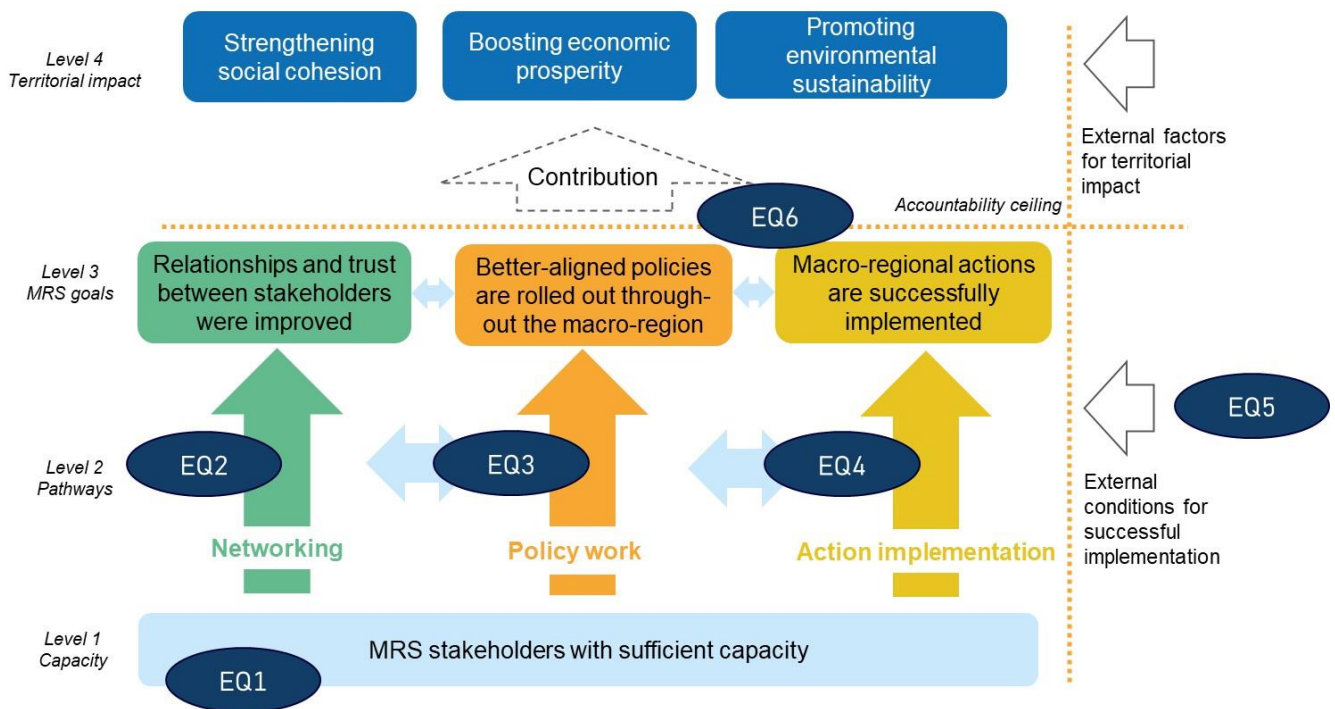 Level 4
Territorial impact
Strengthening
social cohesion
Boosting economic
prosperity
Promoting
environmental
sustainability
External factors
for territorial
impact
Contribution
EQ6
Accountability ceiling
Level 3
MRS goals
Relationships and trust
between stakeholders
were improved
Better-aligned policies
are rolled out through-
out the macro-region
Macro-regional actions
are successfully
implemented
EQ5
Level 2
Pathways
EQ2
EQ3
EQ4
External
conditions for
successful
implementation
Networking
Policy work
Action implementation
Level 1
Capacity
MRS stakeholders with sufficient capacity
EQ1